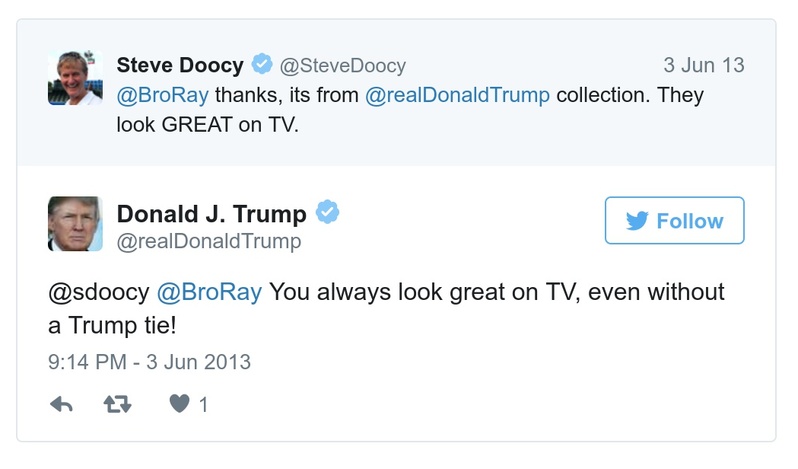 Steve Doocy @SteveDoocy 3 Jun 13
@BroRay thanks, its from @realDonaldTrump collection. They
look GREAT on TV.
Donald J. Trump Follow
@realDonaldTrump
@sdoocy @BroRay You always look great on TV, even without
a Trump tie!
9:14 PM - 3 Jun 2013
1